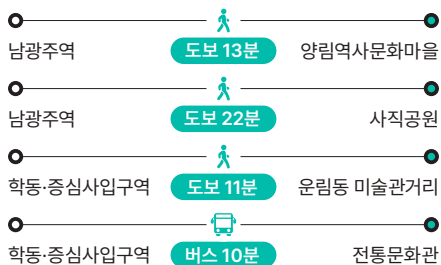 남광주역 도보 13분 양림역사문화마을
남광주역 도보 22분 사직공원
학동·증심사입구역 도보 11분 운림동 미술관거리
학동·증심사입구역 버스 10분 전통문화관